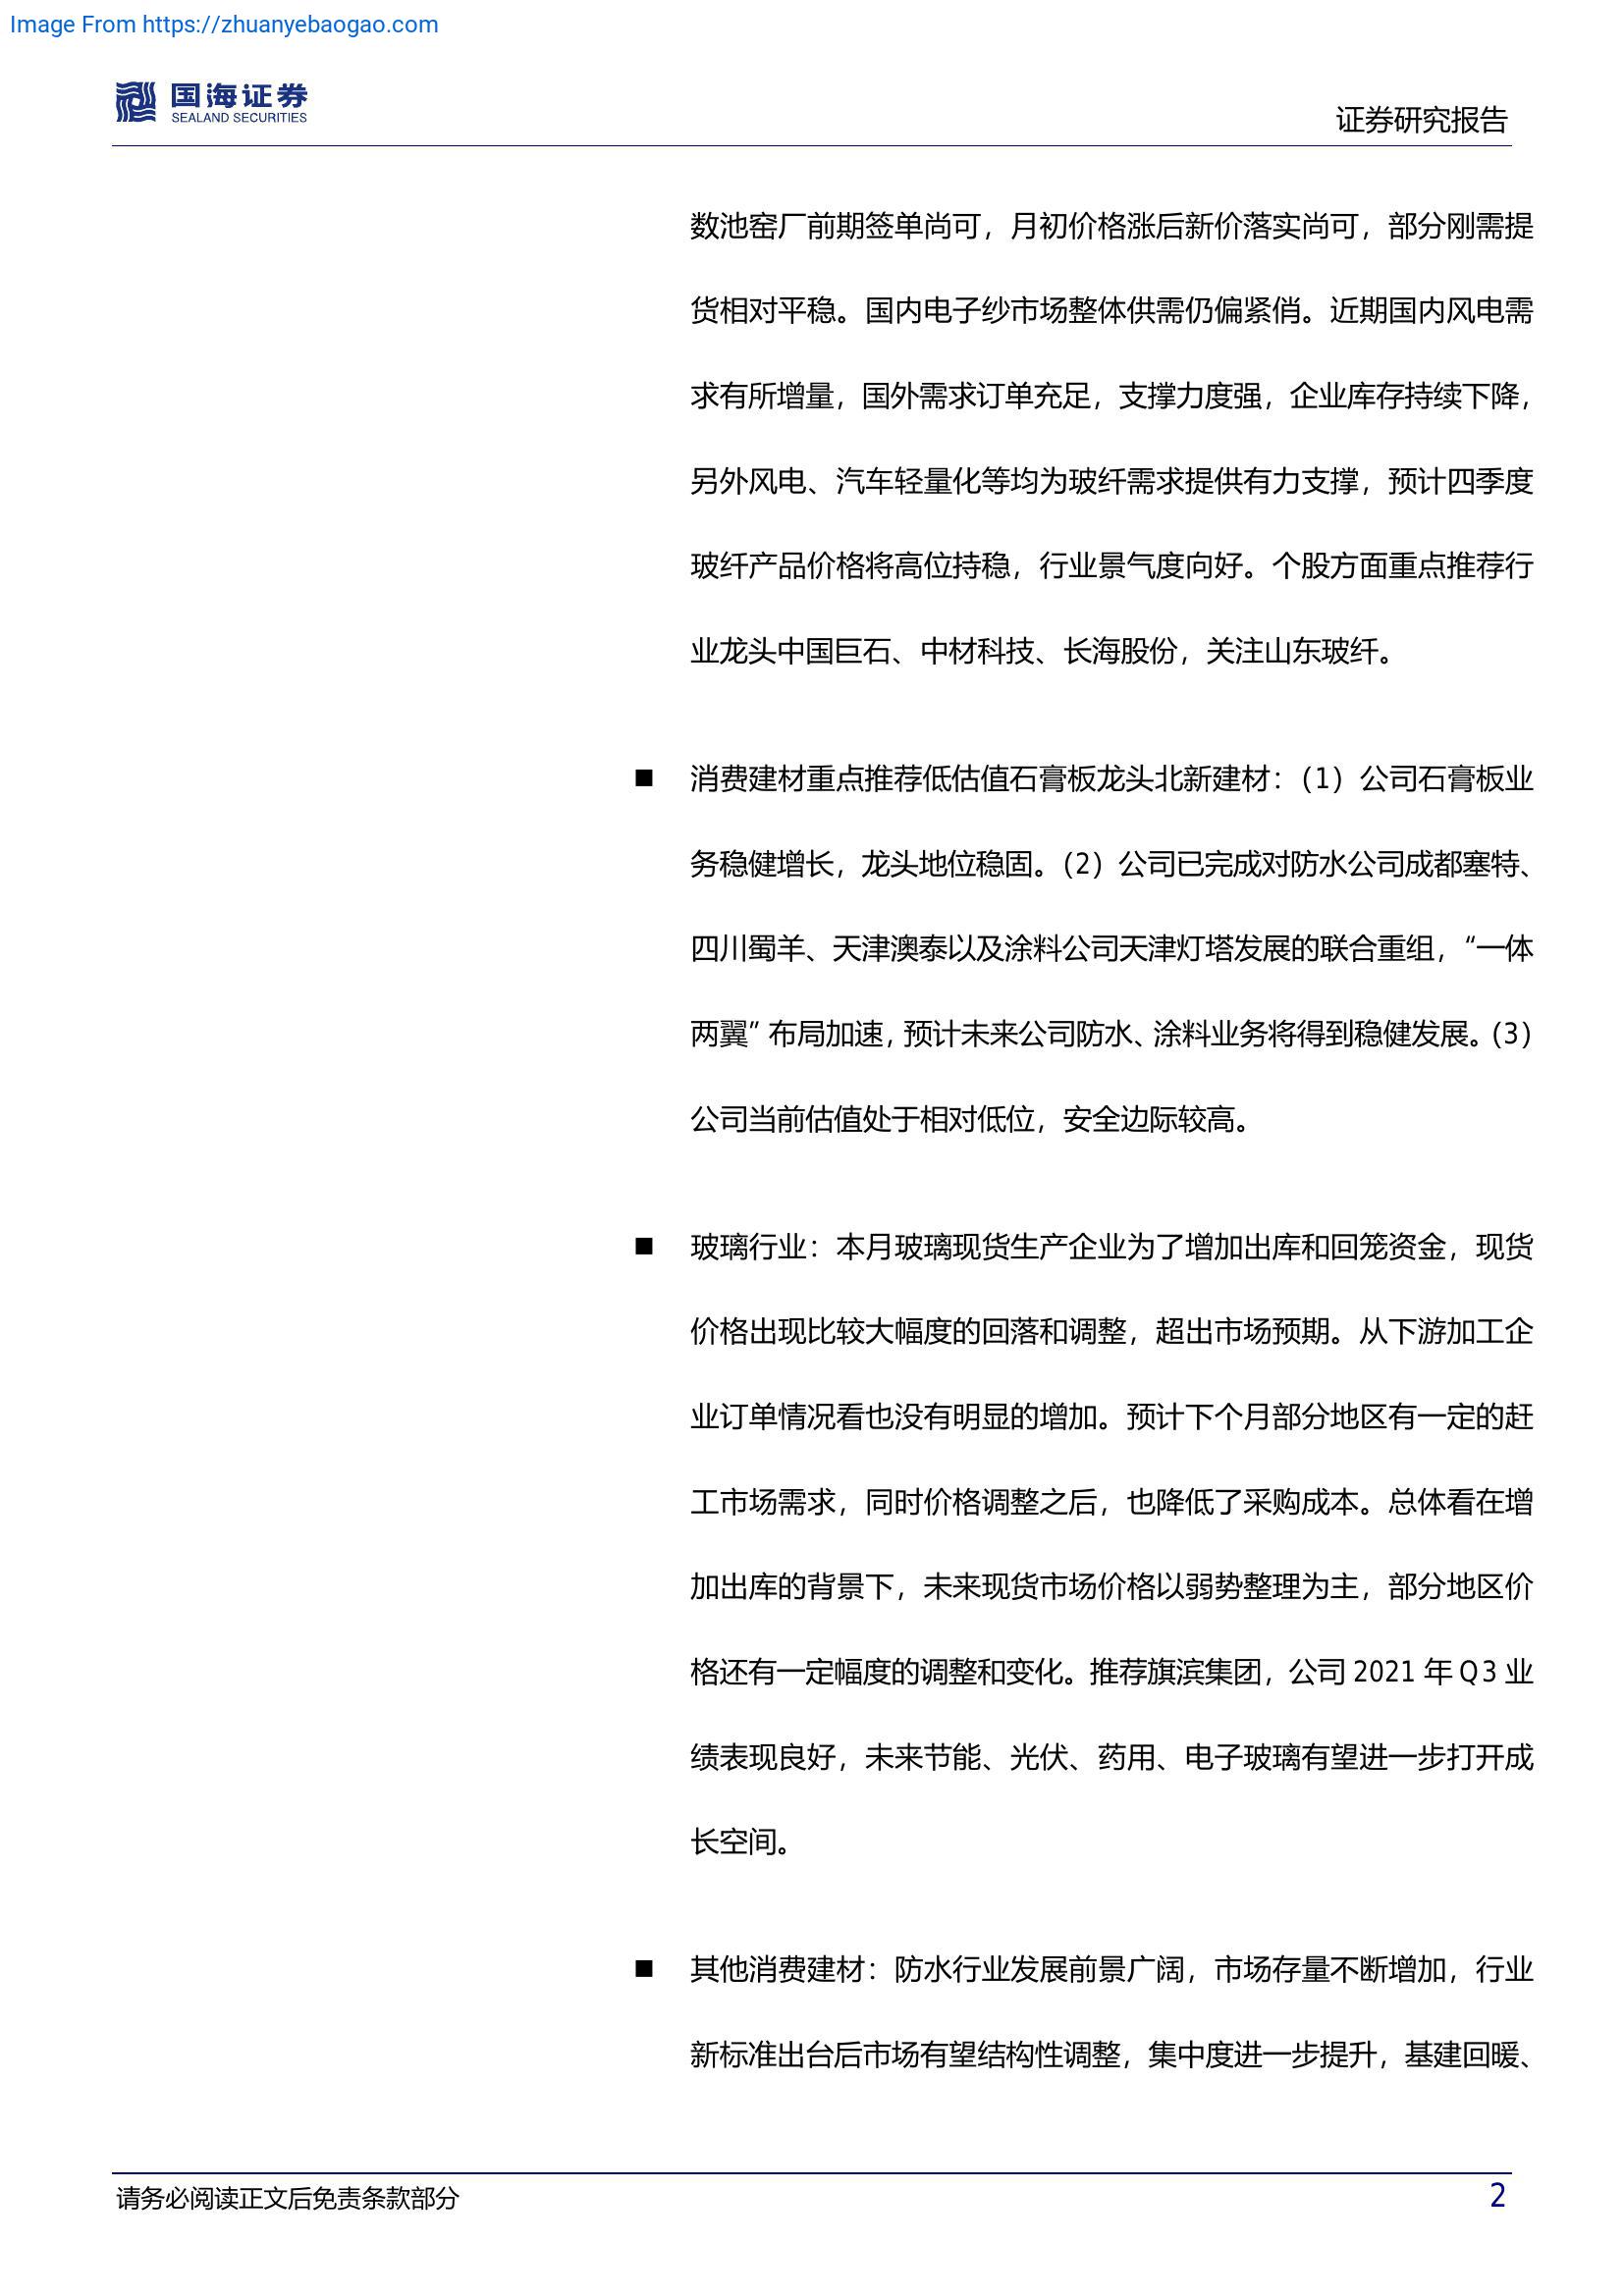 Image From https://zhuanyebaogao.com
国海证券
SEALAND SECURITIES
证券研究报告
数池窑厂前期签单尚可，月初价格涨后新价落实尚可，部分刚需提
货相对平稳。国内电子纱市场整体供需仍偏紧俏。近期国内风电需
求有所增量，国外需求订单充足，支撑力度强，企业库存持续下降，
另外风电、汽车轻量化等均为玻纤需求提供有力支撑，预计四季度
玻纤产品价格将高位持稳，行业景气度向好。个股方面重点推荐行
业龙头中国巨石、中材科技、长海股份，关注山东玻纤。
■ 消费建材重点推荐低估值石膏板龙头北新建材：（1）公司石膏板业
务稳健增长，龙头地位稳固。（2）公司已完成对防水公司成都赛特、
四川蜀羊、天津澳泰以及涂料公司天津灯塔发展的联合重组，“一体
两翼”布局加速，预计未来公司防水、涂料业务将得到稳健发展。（3）
公司当前估值处于相对低位，安全边际较高。
■ 玻璃行业：本月玻璃现货生产企业为了增加出库和回笼资金，现货
价格出现比较大幅度的回落和调整，超出市场预期。从下游加工企
业订单情况看也没有明显的增加。预计下个月部分地区有一定的赶
工市场需求，同时价格调整之后，也降低了采购成本。总体看在增
加出库的背景下，未来现货市场价格以弱势整理为主，部分地区价
格还有一定幅度的调整和变化。推荐旗滨集团，公司 2021 年 Q3 业
绩表现良好，未来节能、光伏、药用、电子玻璃有望进一步打开成
长空间。
■ 其他消费建材：防水行业发展前景广阔，市场存量不断增加，行业
新标准出台后市场有望结构性调整，集中度进一步提升，基建回暖、
请务必阅读正文后免责条款部分
2